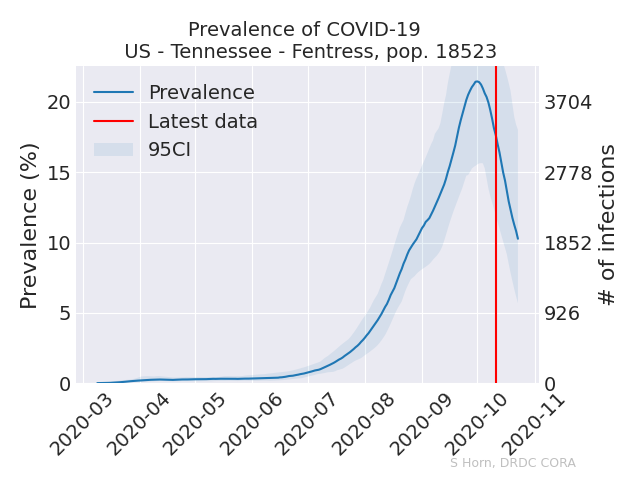 Prevalence of COVID-19
US - Tennessee - Fentress, pop. 18523
Prevalence
Latest data
95CI
20
15
10
5
0
Prevalence (%)
3704
2778
1852
926
0
# of infections
2020-03
2020-04
2020-05
2020-06
2020-07
2020-08
2020-09
2020-10
2020-11
S Horn, DRDC CORA